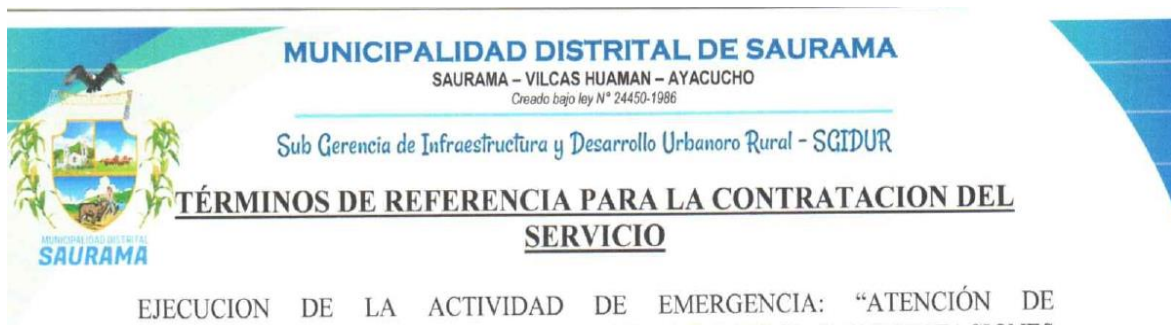 MUNICIPALIDAD DISTRITAL DE SAURAMA
SAURAMA – VILCAS HUAMAN – AYACUCHO
Creado bajo ley N° 24450-1986
Sub Gerencia de Infraestructura y Desarrollo Urbanoro Rural - SGIDUR
TÉRMINOS DE REFERENCIA PARA LA CONTRATACION DEL
SERVICIO
MUNICIPALIDAD DISTRITAL
SAURAMA
EJECUCION DE LA ACTIVIDAD DE EMERGENCIA: “ATENCIÓN DE